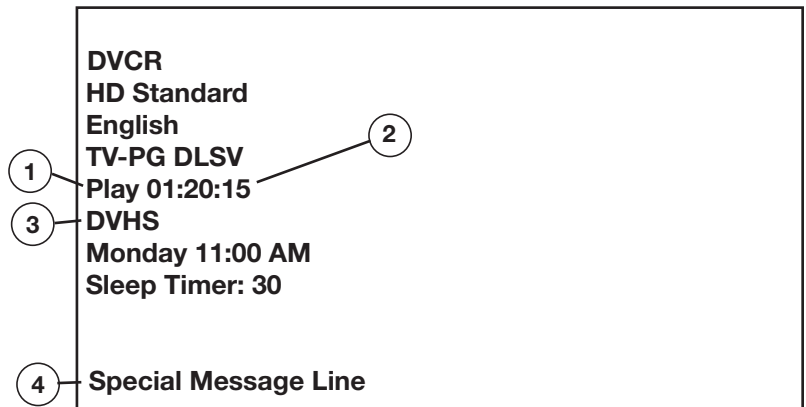 DVCR
HD Standard
English
2
TV-PG DLSV
1
Play 01:20:15
3
DVHS
Monday 11:00 AM
Sleep Timer: 30
4
Special Message Line